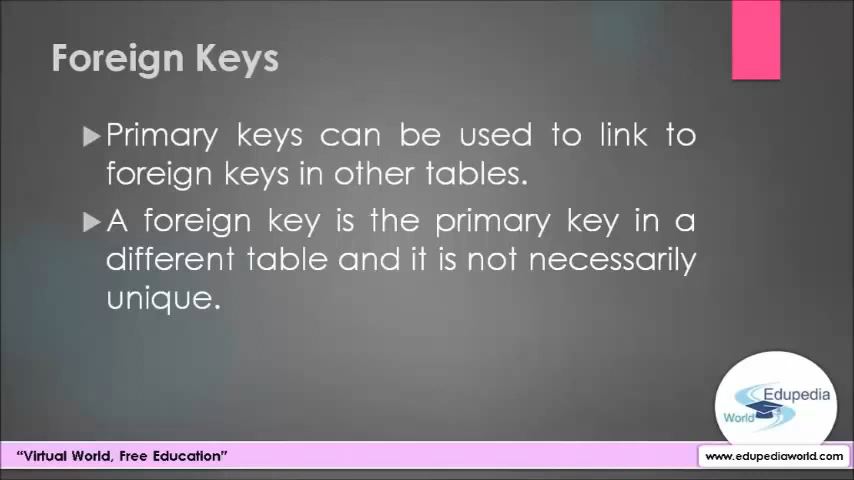 Foreign Keys
Primary keys can be used to link to
foreign keys in other tables.
A foreign key is the primary key in a
different table and it is not necessarily
unique.
Edupedia
World
“Virtual World, Free Education”
www.edupediaworld.com